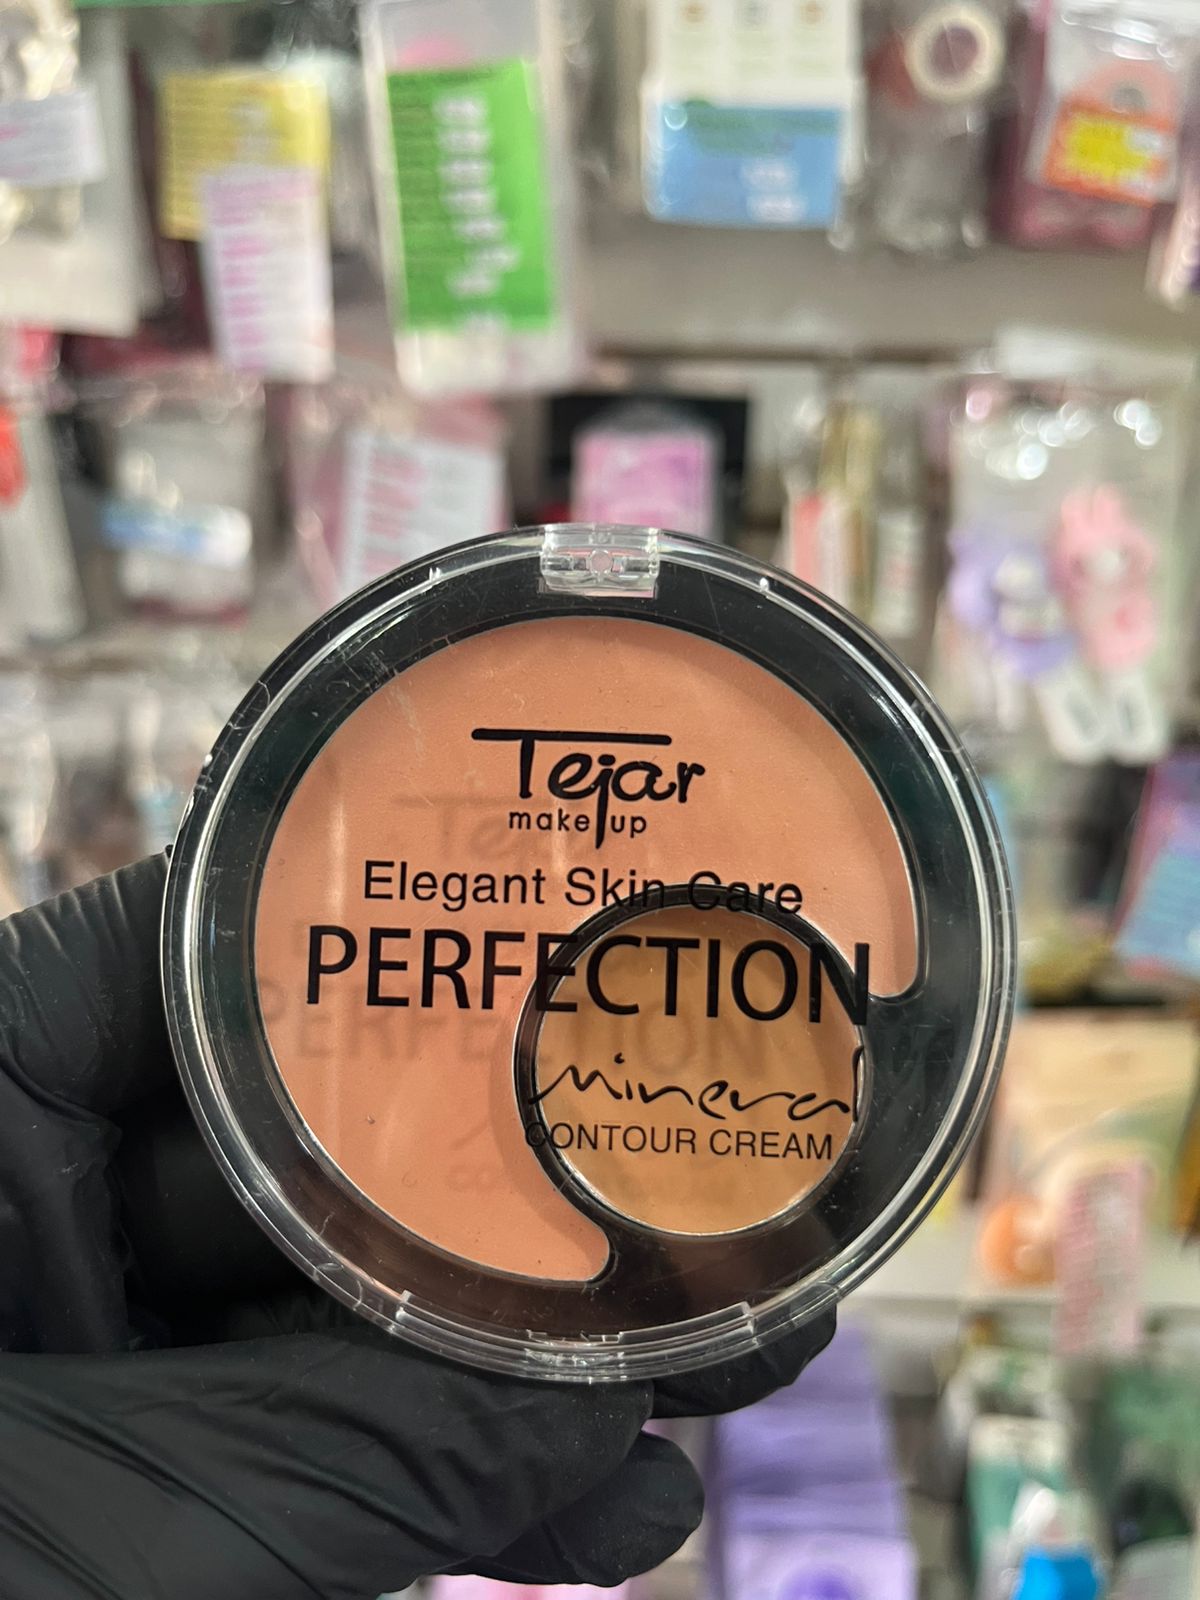 Tejar
make up
Elegant Skin Care
PERFECTION
Mineral
CONTOUR CREAM